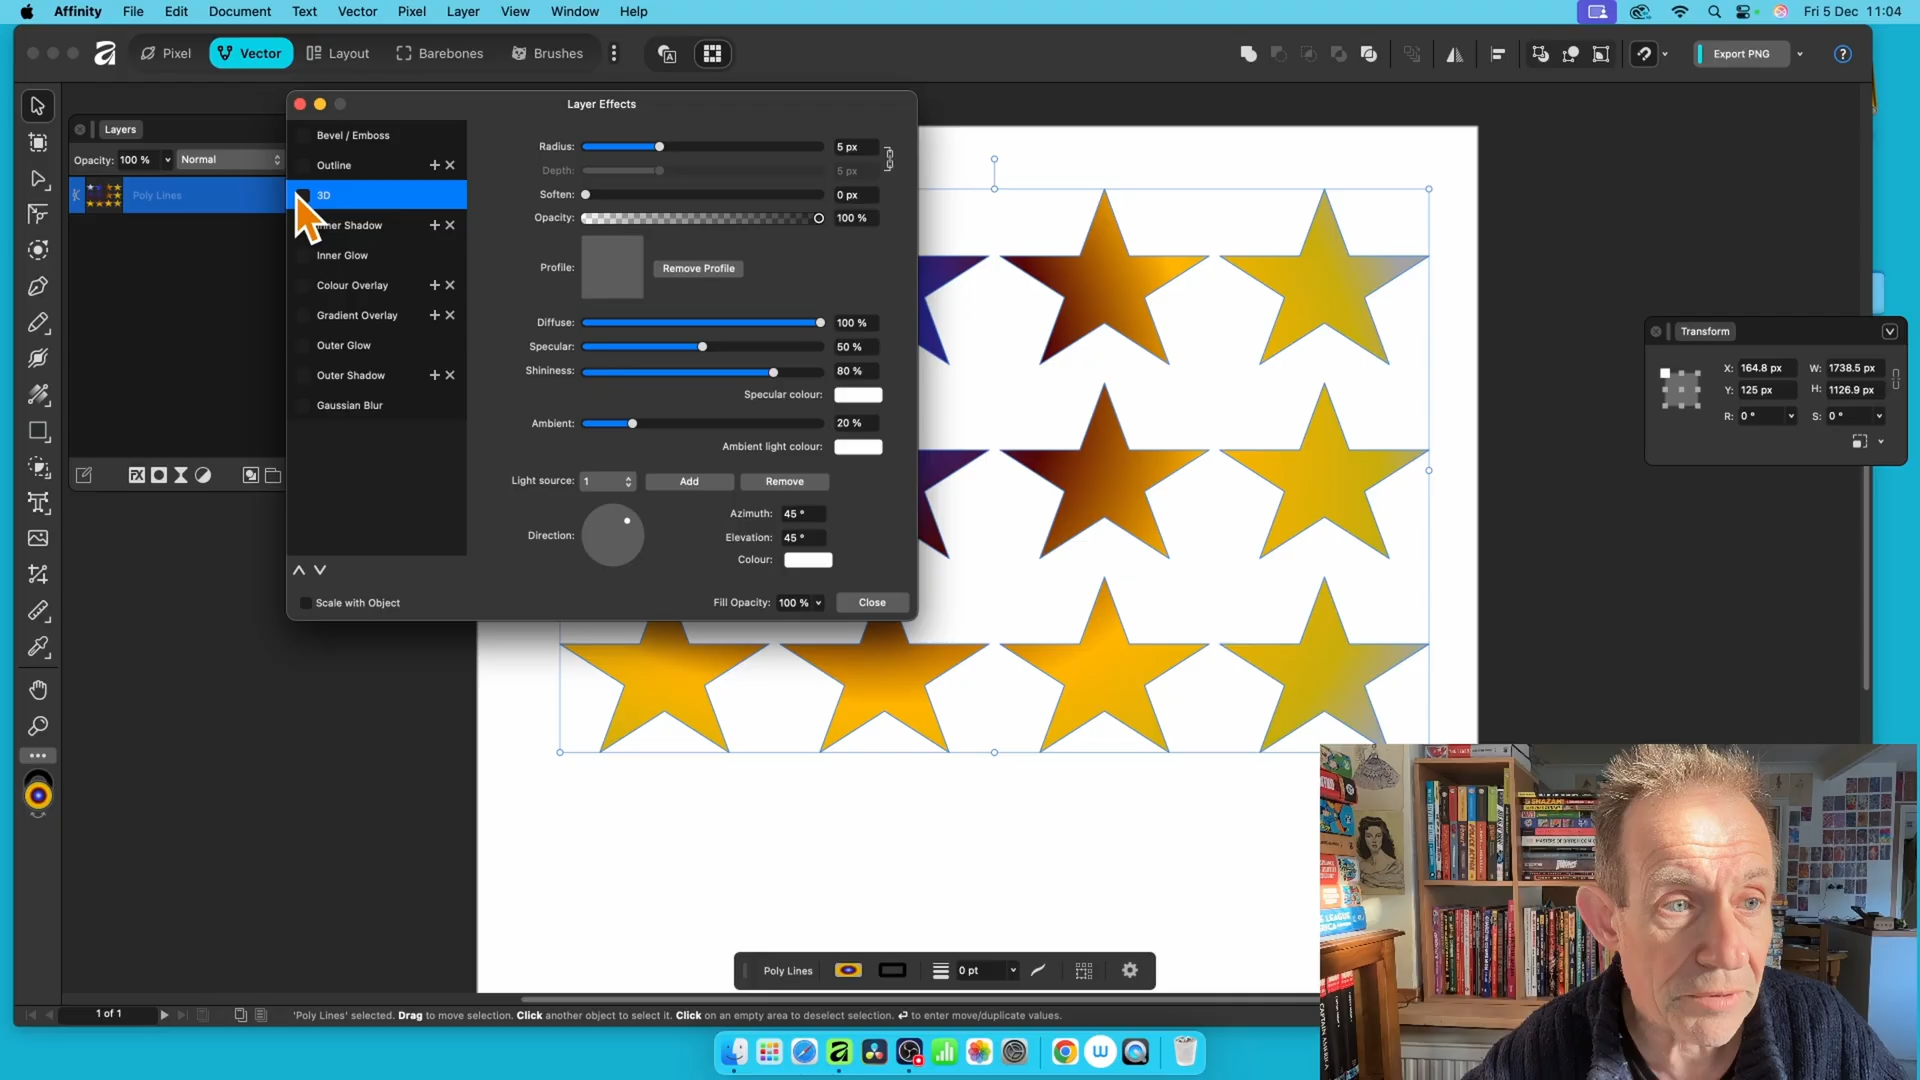 Affinity File Edit Document Text Vector Pixel Layer View Window Help Fri 5 Dec 11:04
Pixel Vector Layout Barebones Brushes Export PNG ?
Layers
Opacity: 100 % Normal
Poly Lines
Layer Effects
Bevel / Emboss
Outline
3D
Inner Shadow
Inner Glow
Colour Overlay
Gradient Overlay
Outer Glow
Outer Shadow
Gaussian Blur
Scale with Object
Radius: 5 px
Depth: 5 px
Soften: 0 px
Opacity: 100 %
Profile: Remove Profile
Diffuse: 100 %
Specular: 50 %
Shininess: 80 %
Specular colour:
Ambient: 20 %
Ambient light colour:
Light source: 1 Add Remove
Direction:
Azimuth: 45 °
Elevation: 45 °
Colour:
Fill Opacity: 100 % Close
Transform
X: 164.8 px W: 1738.5 px
Y: 125 px H: 1126.9 px
R: 0 ° S: 0 °
Poly Lines 0 pt
1 of 1
'Poly Lines' selected. Drag to move selection. Click another object to select it. Click on an empty area to deselect selection. ↵ to enter move/duplicate values.
SHAZAM!